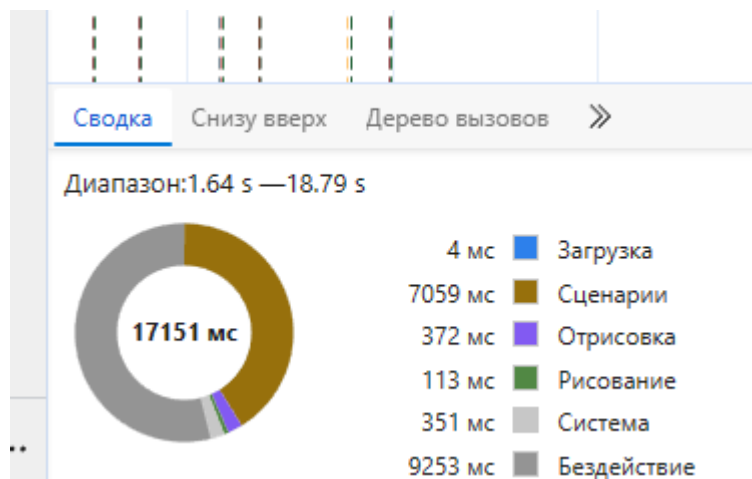 Сводка Снизу вверх Дерево вызовов
Диапазон:1.64 s —18.79 s
17151 мс
4 мс Загрузка
7059 мс Сценарии
372 мс Отрисовка
113 мс Рисование
351 мс Система
9253 мс Бездействие